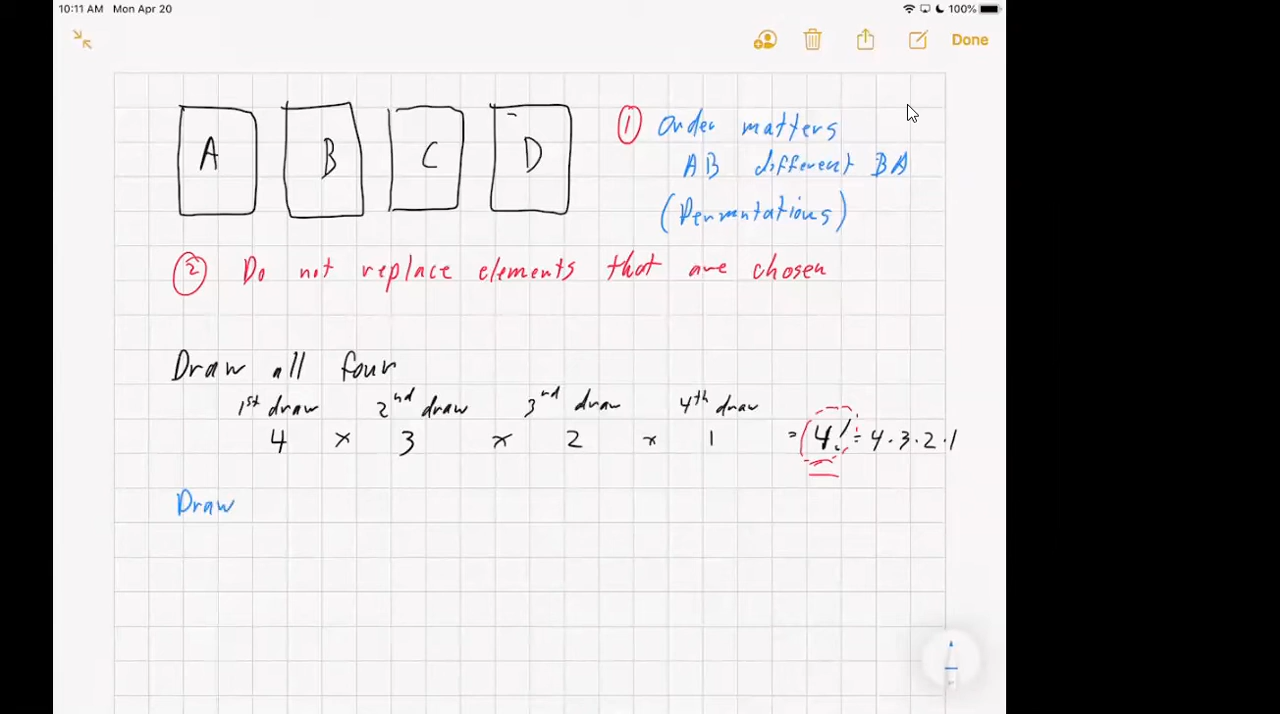 10:11 AM Mon Apr 20
100%
Done
A B C D
① Order matters
AB different BA
(Permutations)
② Do not replace elements that are chosen
Draw all four
1st draw 2nd draw 3rd draw 4th draw
4 x 3 x 2 x 1 = 4! = 4·3·2·1
Draw